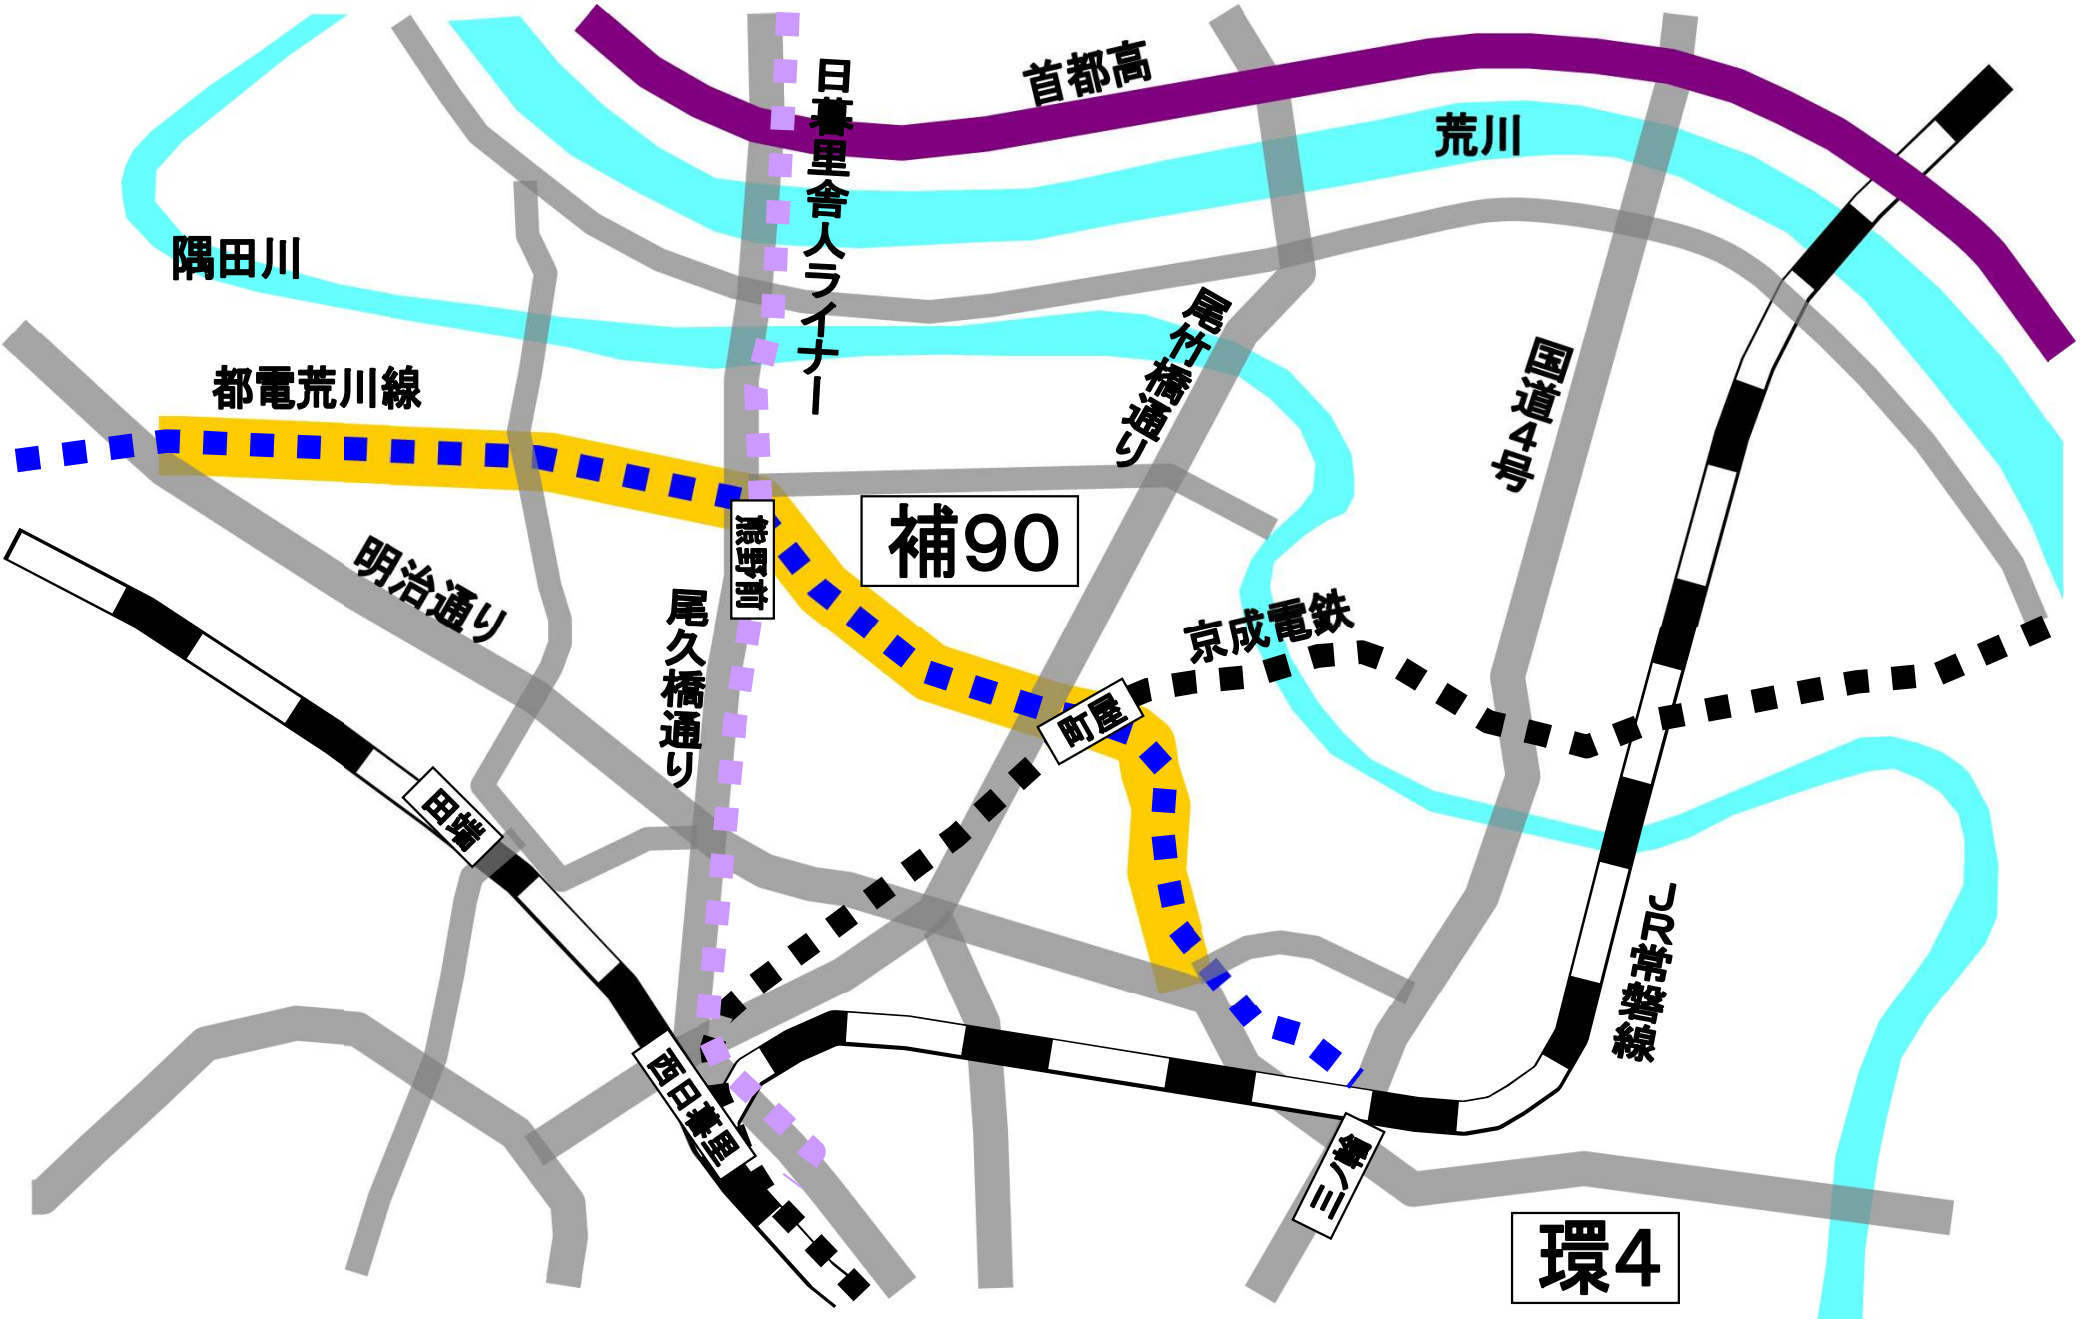 首都高
日暮里舎人ライナー
荒川
隅田川
尾竹橋通り
国道4号
都電荒川線
補90
熊野前
明治通り
尾久橋通り
京成電鉄
町屋
田端
JR常磐線
西日暮里
三ノ輪
環4